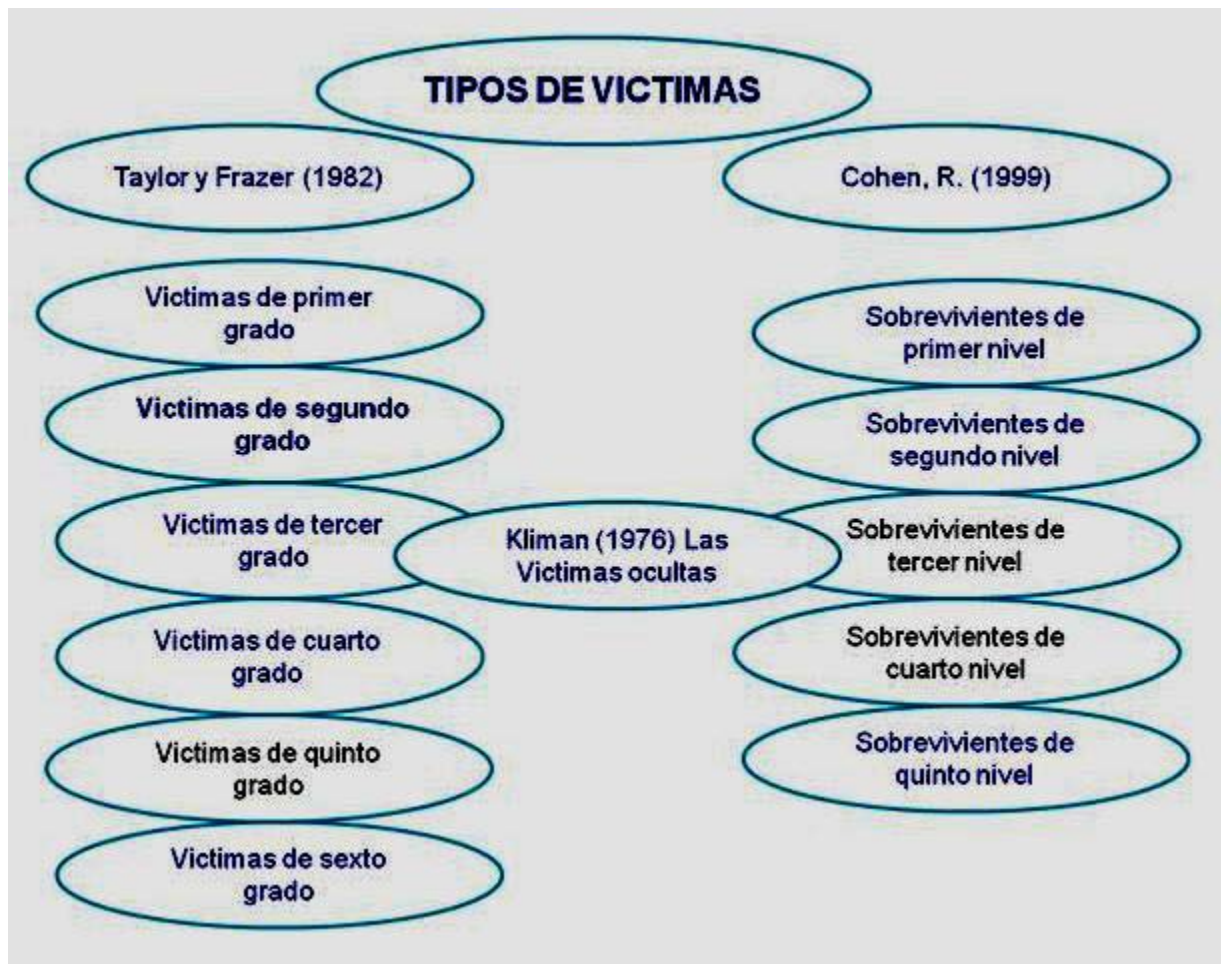 TIPOS DE VICTIMAS
Taylor y Frazer (1982)
Cohen, R. (1999)
Victimas de primer
grado
Victimas de segundo
grado
Victimas de tercer
grado
Victimas de cuarto
grado
Victimas de quinto
grado
Victimas de sexto
grado
Kliman (1976) Las
Victimas ocultas
Sobrevivientes de
primer nivel
Sobrevivientes de
segundo nivel
Sobrevivientes de
tercer nivel
Sobrevivientes de
cuarto nivel
Sobrevivientes de
quinto nivel